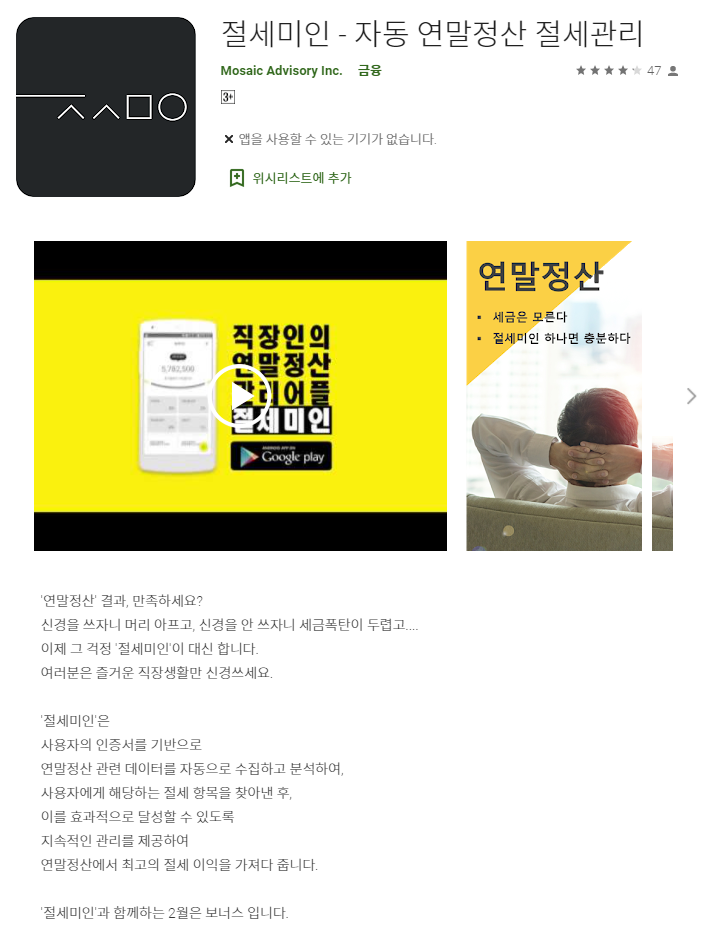 절세미인 - 자동 연말정산 절세관리
Mosaic Advisory Inc. 금융
47
3+
앱을 사용할 수 있는 기기가 없습니다.
위시리스트에 추가
5,782,500
직장인의
연말정산
관리어플
절세미인
ANDROID APP ON
Google play
연말정산
▪ 세금은 모른다
▪ 절세미인 하나면 충분하다
'연말정산' 결과, 만족하세요?
신경을 쓰자니 머리 아프고, 신경을 안 쓰자니 세금폭탄이 두렵고....
이제 그 걱정 '절세미인'이 대신 합니다.
여러분은 즐거운 직장생활만 신경쓰세요.
'절세미인'은
사용자의 인증서를 기반으로
연말정산 관련 데이터를 자동으로 수집하고 분석하여,
사용자에게 해당하는 절세 항목을 찾아낸 후,
이를 효과적으로 달성할 수 있도록
지속적인 관리를 제공하여
연말정산에서 최고의 절세 이익을 가져다 줍니다.
'절세미인'과 함께하는 2월은 보너스 입니다.